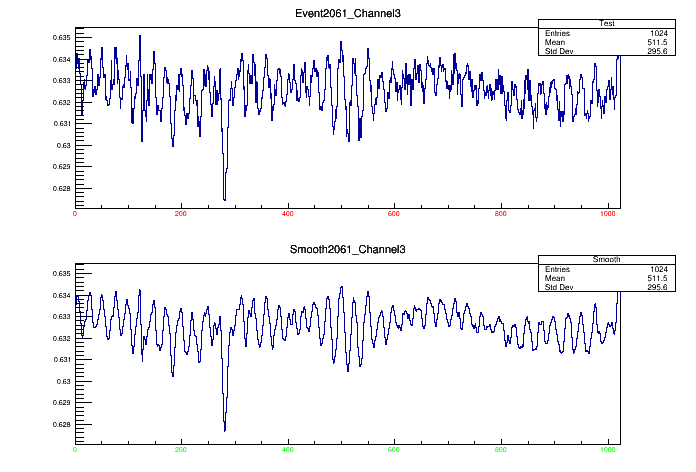 Event2061_Channel3
Test
Entries 1024
Mean 511.5
Std Dev 295.6
0.635
0.634
0.633
0.632
0.631
0.63
0.629
0.628
0 200 400 600 800 1000
Smooth2061_Channel3
Smooth
Entries 1024
Mean 511.5
Std Dev 295.6
0.635
0.634
0.633
0.632
0.631
0.63
0.629
0.628
0 200 400 600 800 1000